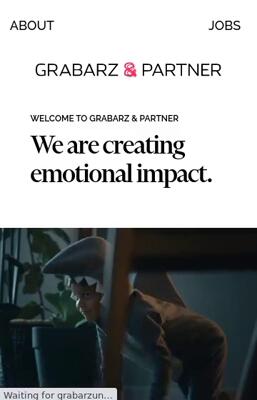 ABOUT
JOBS
GRABARZ & PARTNER
WELCOME TO GRABARZ & PARTNER
We are creating
emotional impact.
Waiting for grabarzun...